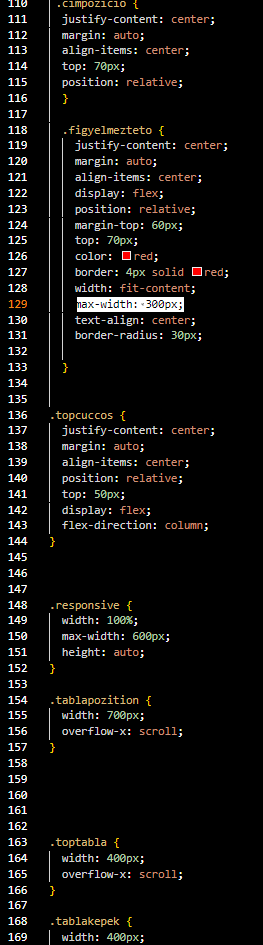 110 .cimpozicio {
111 justify-content: center;
112 margin: auto;
113 align-items: center;
114 top: 70px;
115 position: relative;
116 }
117
118 .figyelmezteto {
119 justify-content: center;
120 margin: auto;
121 align-items: center;
122 display: flex;
123 position: relative;
124 margin-top: 60px;
125 top: 70px;
126 color: red;
127 border: 4px solid red;
128 width: fit-content;
129 max-width: 300px;
130 text-align: center;
131 border-radius: 30px;
132
133 }
134
135
136 .topcuccos {
137 justify-content: center;
138 margin: auto;
139 align-items: center;
140 position: relative;
141 top: 50px;
142 display: flex;
143 flex-direction: column;
144 }
145
146
147
148 .responsive {
149 width: 100%;
150 max-width: 600px;
151 height: auto;
152 }
153
154 .tablapozition {
155 width: 700px;
156 overflow-x: scroll;
157 }
158
159
160
161
162
163 .toptabla {
164 width: 400px;
165 overflow-x: scroll;
166 }
167
168 .tablakepek {
169 width: 400px;